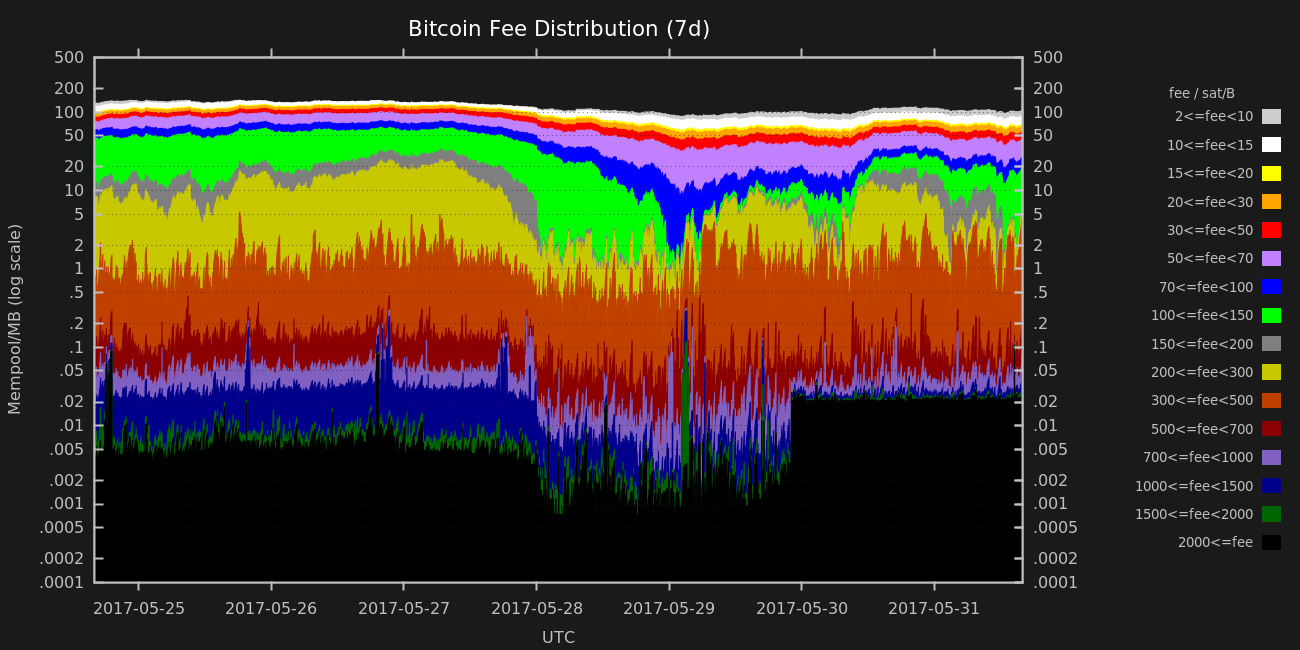 Bitcoin Fee Distribution (7d)
500
200
100
50
20
10
5
2
1
.5
.2
.1
.05
.02
.01
.005
.002
.001
.0005
.0002
.0001
Mempool/MB (log scale)
500
200
100
50
20
10
5
2
1
.5
.2
.1
.05
.02
.01
.005
.002
.001
.0005
.0002
.0001
2017-05-25 2017-05-26 2017-05-27 2017-05-28 2017-05-29 2017-05-30 2017-05-31
UTC
fee / sat/B
2<=fee<10
10<=fee<15
15<=fee<20
20<=fee<30
30<=fee<50
50<=fee<70
70<=fee<100
100<=fee<150
150<=fee<200
200<=fee<300
300<=fee<500
500<=fee<700
700<=fee<1000
1000<=fee<1500
1500<=fee<2000
2000<=fee